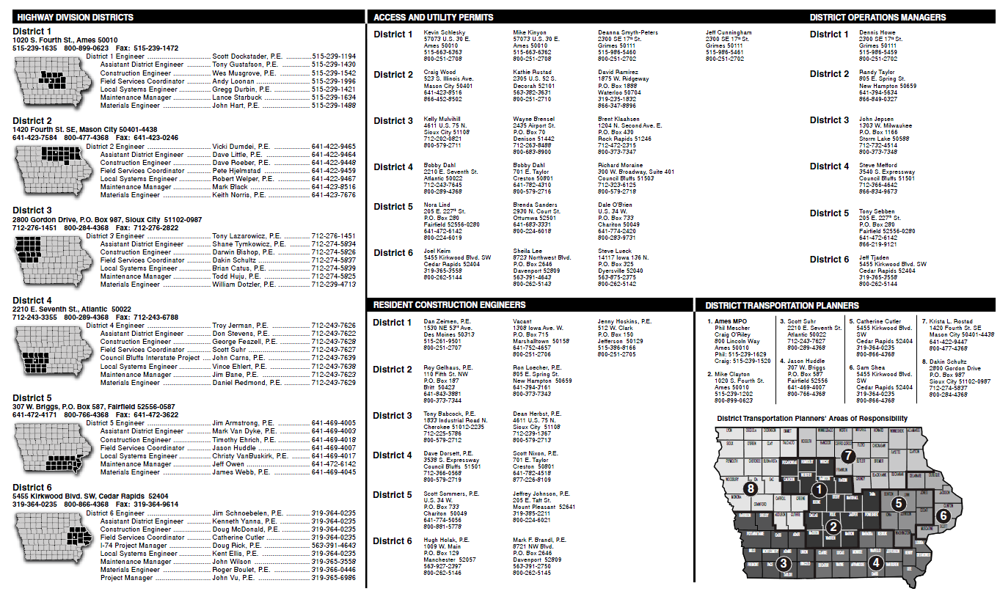 HIGHWAY DIVISION DISTRICTS
District 1
1020 S. Fourth St., Ames 50010
515-239-1635 800-899-0623 Fax: 515-239-1472
District 1 Engineer ........ Scott Dockstader, P.E. ........ 515-239-1194
Assistant District Engineer ........ Tony Gustafson, P.E. ........ 515-239-1430
Construction Engineer ........ Wes Musgrove, P.E. ........ 515-239-1542
Field Services Coordinator ........ Andy Loonan ........ 515-239-1996
Local Systems Engineer ........ Gregg Durbin, P.E. ........ 515-239-1421
Maintenance Manager ........ Lance Starbuck ........ 515-239-1634
Materials Engineer ........ John Hart, P.E. ........ 515-239-1488
District 2
1420 Fourth St. SE, Mason City 50401-4438
641-423-7584 800-477-4368 Fax: 641-423-0246
District 2 Engineer ........ Vicki Dumdei, P.E. ........ 641-422-9465
Assistant District Engineer ........ Dave Little, P.E. ........ 641-422-9464
Construction Engineer ........ Dave Roeber, P.E. ........ 641-422-9448
Field Services Coordinator ........ Pete Hjelmstad ........ 641-422-9459
Local Systems Engineer ........ Robert Welper, P.E. ........ 641-422-9467
Maintenance Manager ........ Mark Black ........ 641-423-8516
Materials Engineer ........ Keith Norris, P.E. ........ 641-423-7676
District 3
2800 Gordon Drive, P.O. Box 987, Sioux City 51102-0987
712-276-1451 800-284-4368 Fax: 712-276-2822
District 3 Engineer ........ Tony Lazarowicz, P.E. ........ 712-276-1451
Assistant District Engineer ........ Shane Tymkowicz, P.E. ........ 712-274-5834
Construction Engineer ........ Darwin Bishop, P.E. ........ 712-274-5826
Field Services Coordinator ........ Dakin Schultz ........ 712-274-5837
Local Systems Engineer ........ Brian Catus, P.E. ........ 712-274-5839
Maintenance Manager ........ Todd Huju, P.E. ........ 712-274-5825
Materials Engineer ........ William Dotzler, P.E. ........ 712-239-4713
District 4
2210 E. Seventh St., Atlantic 50022
712-243-3355 800-289-4368 Fax: 712-243-6788
District 4 Engineer ........ Troy Jerman, P.E. ........ 712-243-7626
Assistant District Engineer ........ Don Stevens, P.E. ........ 712-243-7622
Construction Engineer ........ George Feazell, P.E. ........ 712-243-7628
Field Services Coordinator ........ Scott Suhr ........ 712-243-7627
Council Bluffs Interstate Project ........ John Carns, P.E. ........ 712-243-7630
Local Systems Engineer ........ Vince Ehlert, P.E. ........ 712-243-7638
Maintenance Manager ........ Jim Bane, P.E. ........ 712-243-7623
Materials Engineer ........ Daniel Redmond, P.E. ........ 712-243-7629
District 5
307 W. Briggs, P.O. Box 587, Fairfield 52556-0587
641-472-4171 800-766-4368 Fax: 641-472-3622
District 5 Engineer ........ Jim Armstrong, P.E. ........ 641-469-4005
Assistant District Engineer ........ Mark Van Dyke, P.E. ........ 641-469-4003
Construction Engineer ........ Timothy Ehrich, P.E. ........ 641-469-4018
Field Services Coordinator ........ Jason Huddle ........ 641-469-4007
Local Systems Engineer ........ Christy VanBuskirk, P.E. ........ 641-469-4017
Maintenance Manager ........ Jeff Owen ........ 641-472-6142
Materials Engineer ........ James Webb, P.E. ........ 641-469-4045
District 6
5455 Kirkwood Blvd. SW, Cedar Rapids 52404
319-364-0235 800-866-4368 Fax: 319-364-9614
District 6 Engineer ........ Jim Schnoebelen, P.E. ........ 319-364-0235
Assistant District Engineer ........ Kenneth Yanna, P.E. ........ 319-364-0235
Construction Engineer ........ Doug McDonald, P.E. ........ 319-364-0235
Field Services Coordinator ........ Catherine Cutler ........ 319-364-0235
I-74 Project Manager ........ Doug Rick, P.E. ........ 563-391-4643
Local Systems Engineer ........ Kent Ellis, P.E. ........ 319-364-0235
Maintenance Manager ........ John Wilson ........ 319-365-3558
Materials Engineer ........ Roger Boulet, P.E. ........ 319-366-0446
Project Manager ........ John Vu, P.E. ........ 319-365-6986
ACCESS AND UTILITY PERMITS
District 1
Kevin Schlesky
57073 U.S. 30 E.
Ames 50010
515-663-6363
800-251-2708
Mike Kinyon
57073 U.S. 30 E.
Ames 50010
515-663-6362
800-251-2708
Deanna Smyth-Peters
2300 SE 17th St.
Grimes 50111
515-986-5460
800-251-2702
Jeff Cunningham
2300 SE 17th St.
Grimes 50111
515-986-5461
800-251-2702
District 2
Craig Wood
523 S. Illinois Ave.
Mason City 50401
641-423-8516
866-452-8502
Kathie Rustad
2305 U.S. 52 S.
Decorah 52101
563-382-3631
800-251-2710
David Ramirez
1875 W. Ridgeway
P.O. Box 1888
Waterloo 50704
319-235-1832
866-347-8896
District 3
Kelly Mulvihill
4611 U.S. 75 N.
Sioux City 51108
712-202-0821
800-579-2711
Wayne Brensel
2435 Airport St.
P.O. Box 70
Denison 51442
712-263-8488
800-683-8900
Brent Klaahsen
1204 N. Second Ave. E.
P.O. Box 430
Rock Rapids 51246
712-472-2315
800-373-7347
District 4
Bobby Dahl
2210 E. Seventh St.
Atlantic 50022
712-243-7645
800-289-4368
Bobby Dahl
701 E. Taylor
Creston 50801
641-782-4310
800-579-2716
Richard Moraine
300 W. Broadway, Suite 401
Council Bluffs 51503
712-323-6125
800-579-2718
District 5
Nora Lind
205 E. 227th St.
P.O. Box 280
Fairfield 52556-0280
641-472-6142
800-224-6019
Brenda Sanders
2930 N. Court St.
Ottumwa 52501
641-683-3331
800-224-6018
Dale O'Brien
U.S. 34 W.
P.O. Box 733
Chariton 50049
641-774-2420
800-283-9731
District 6
Joel Keim
5455 Kirkwood Blvd. SW
Cedar Rapids 52404
319-365-3558
800-262-5144
Sheila Lee
8723 Northwest Blvd.
P.O. Box 2646
Davenport 52809
563-391-4643
800-262-5143
Steve Lueck
14117 Iowa 136 N.
P.O. Box 325
Dyersville 52040
563-875-2375
800-262-5142
DISTRICT OPERATIONS MANAGERS
District 1
Dennis Howe
2300 SE 17th St.
Grimes 50111
515-986-5459
800-251-2702
District 2
Randy Taylor
805 E. Spring St.
New Hampton 50659
641-394-5634
866-849-0327
District 3
John Jepsen
1303 W. Milwaukee
P.O. Box 1166
Storm Lake 50588
712-732-4514
800-373-7348
District 4
Steve Mefford
3540 S. Expressway
Council Bluffs 51501
712-366-4642
866-834-9673
District 5
Tony Sebben
205 E. 227th St.
P.O. Box 280
Fairfield 52556-0280
641-472-6142
866-219-9121
District 6
Jeff Tjaden
5455 Kirkwood Blvd. SW
Cedar Rapids 52404
319-365-3558
800-262-5144
RESIDENT CONSTRUCTION ENGINEERS
District 1
Dan Zeimen, P.E.
1530 NE 53rd Ave.
Des Moines 50313
515-261-9501
800-251-2707
Vacant
1308 Iowa Ave. W.
P.O. Box 715
Marshalltown 50158
641-752-4657
800-251-2706
Jenny Hoskins, P.E.
512 W. Clark
P.O. Box 150
Jefferson 50129
515-386-8166
800-251-2705
District 2
Roy Gelhaus, P.E.
110 Fifth St. NW
P.O. Box 187
Britt 50423
641-843-3881
800-373-7344
Ron Loecher, P.E.
805 E. Spring St.
New Hampton 50659
641-394-3161
800-373-7343
District 3
Tony Babcock, P.E.
1833 Industrial Road N.
Cherokee 51012-2235
712-225-5786
800-579-2712
Dean Herbst, P.E.
4611 U.S. 75 N.
Sioux City 51108
712-239-1367
800-579-2713
District 4
Dave Dorsett, P.E.
3538 S. Expressway
Council Bluffs 51501
712-366-0568
800-579-2719
Scott Nixon, P.E.
701 E. Taylor
Creston 50801
641-782-4518
877-226-8109
District 5
Scott Sommers, P.E.
U.S. 34 W.
P.O. Box 733
Chariton 50049
641-774-5056
800-881-5778
Jeffrey Johnson, P.E.
205 E. Taft St.
Mount Pleasant 52641
319-385-2211
800-224-6021
District 6
Hugh Holak, P.E.
1009 W. Main
P.O. Box 129
Manchester 52057
563-927-2397
800-262-5146
Mark F. Brandl, P.E.
8721 NW Blvd.
P.O. Box 2646
Davenport 52809
563-391-2750
800-262-5145
DISTRICT TRANSPORTATION PLANNERS
1. Ames MPO
Phil Mescher
Craig O'Riley
800 Lincoln Way
Ames 50010
Phil: 515-239-1629
Craig: 515-239-1520
2. Mike Clayton
1020 S. Fourth St.
Ames 50010
515-239-1202
800-899-0623
3. Scott Suhr
2210 E. Seventh St.
Atlantic 50022
712-243-7627
800-289-4368
4. Jason Huddle
307 W. Briggs
P.O. Box 587
Fairfield 52556
641-469-4007
800-766-4368
5. Catherine Cutler
5455 Kirkwood Blvd.
SW
Cedar Rapids 52404
319-364-0235
800-866-4368
6. Sam Shea
5455 Kirkwood Blvd.
SW
Cedar Rapids 52404
319-364-0235
800-866-4368
7. Krista L. Rostad
1420 Fourth St. SE
Mason City 50401-4438
641-422-9447
800-477-4368
8. Dakin Schultz
2800 Gordon Drive
P.O. Box 987
Sioux City 51102-0987
712-274-5837
800-284-4368
District Transportation Planners' Areas of Responsibility
7
8
1
5
6
2
3
4